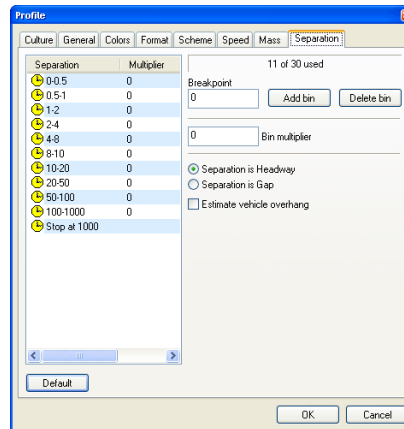 Profile
Culture General Colors Format Scheme Speed Mass Separation
Separation Multiplier
0-0.5 0
0.5-1 0
1-2 0
2-4 0
4-8 0
8-10 0
10-20 0
20-50 0
50-100 0
100-1000 0
Stop at 1000
11 of 30 used
Breakpoint
0 Add bin Delete bin
0 Bin multiplier
Separation is Headway
Separation is Gap
Estimate vehicle overhang
Default
OK Cancel